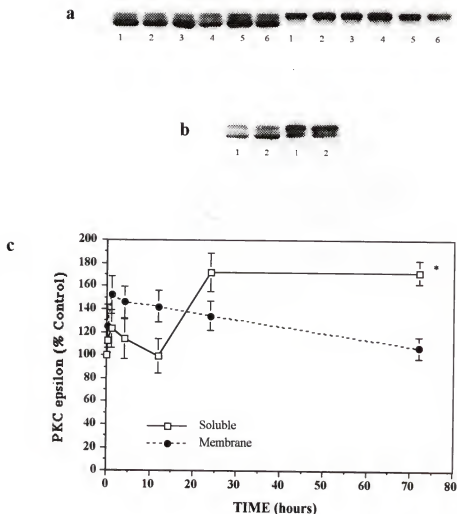 a
1 2 3 4 5 6 1 2 3 4 5 6
b
1 2 1 2
c
200
180
160
140
120
100
80
60
40
20
0
PKC epsilon (% Control)
*
Soluble
Membrane
0 10 20 30 40 50 60 70 80
TIME (hours)